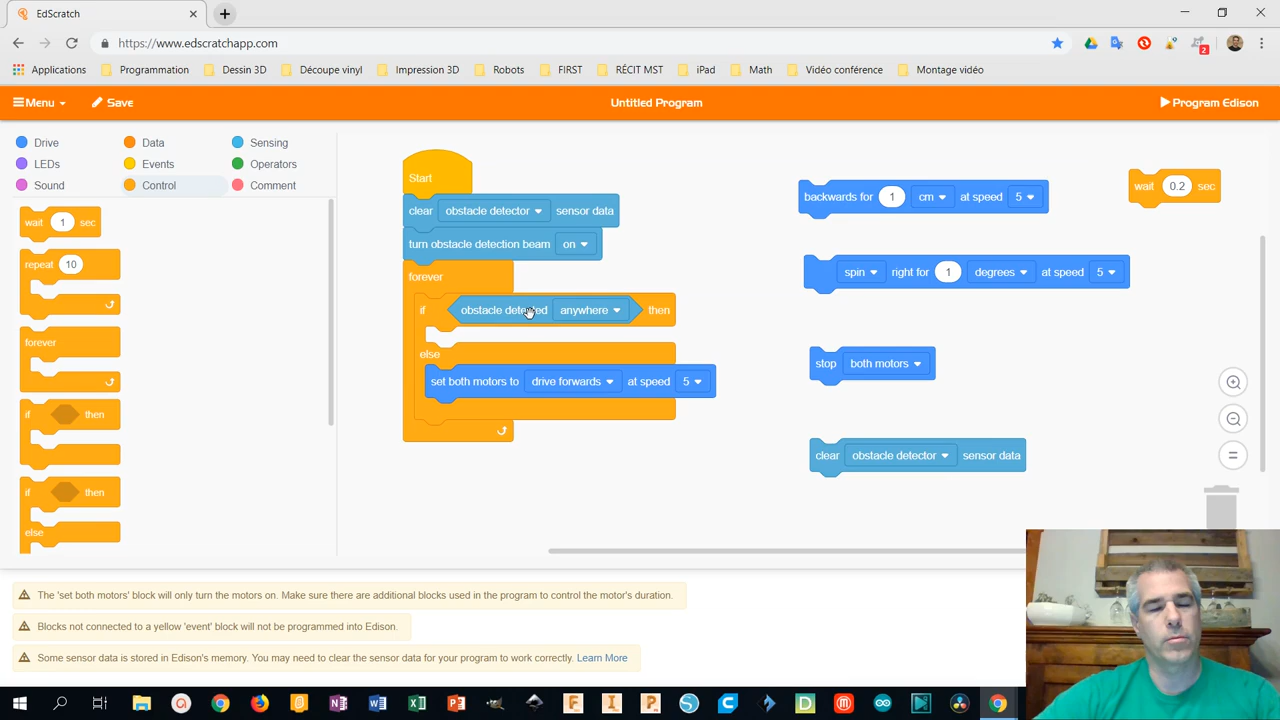 EdScratch
https://www.edscratchapp.com
2
Applications
Programmation
Dessin 3D
Découpe vinyl
Impression 3D
Robots
FIRST
RÉCIT MST
iPad
Math
Vidéo conférence
Montage vidéo
Menu
Save
Untitled Program
Program Edison
Drive
Data
Sensing
LEDs
Events
Operators
Sound
Control
Comment
wait 1 sec
repeat 10
forever
if then
if then
else
Start
clear obstacle detector sensor data
turn obstacle detection beam on
forever
if obstacle detected anywhere then
else
set both motors to drive forwards at speed 5
backwards for 1 cm at speed 5
wait 0.2 sec
spin right for 1 degrees at speed 5
stop both motors
clear obstacle detector sensor data
The 'set both motors' block will only turn the motors on. Make sure there are additional blocks used in the program to control the motor's duration.
Blocks not connected to a yellow 'event' block will not be programmed into Edison.
Some sensor data is stored in Edison's memory. You may need to clear the sensor data for your program to work correctly. Learn More